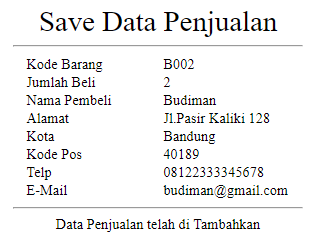 Save Data Penjualan
Kode Barang B002
Jumlah Beli 2
Nama Pembeli Budiman
Alamat Jl.Pasir Kaliki 128
Kota Bandung
Kode Pos 40189
Telp 08122333345678
E-Mail budiman@gmail.com
Data Penjualan telah di Tambahkan